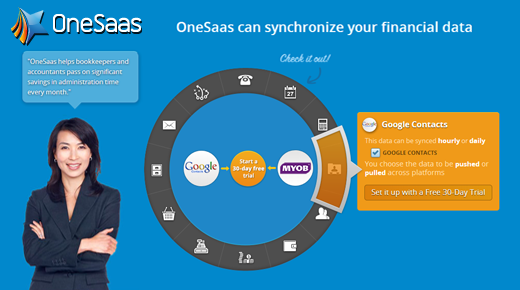 OneSaas
OneSaas can synchronize your financial data
"OneSaas helps bookkeepers and
accountants pass on significant
savings in administration time
every month."
Check it out!
27
Google
Start a
30-day free
trial
MYOB
Google Contacts
This data can be synced hourly or daily
GOOGLE CONTACTS
You choose the data to be pushed or
pulled across platforms
Set it up with a Free 30-Day Trial